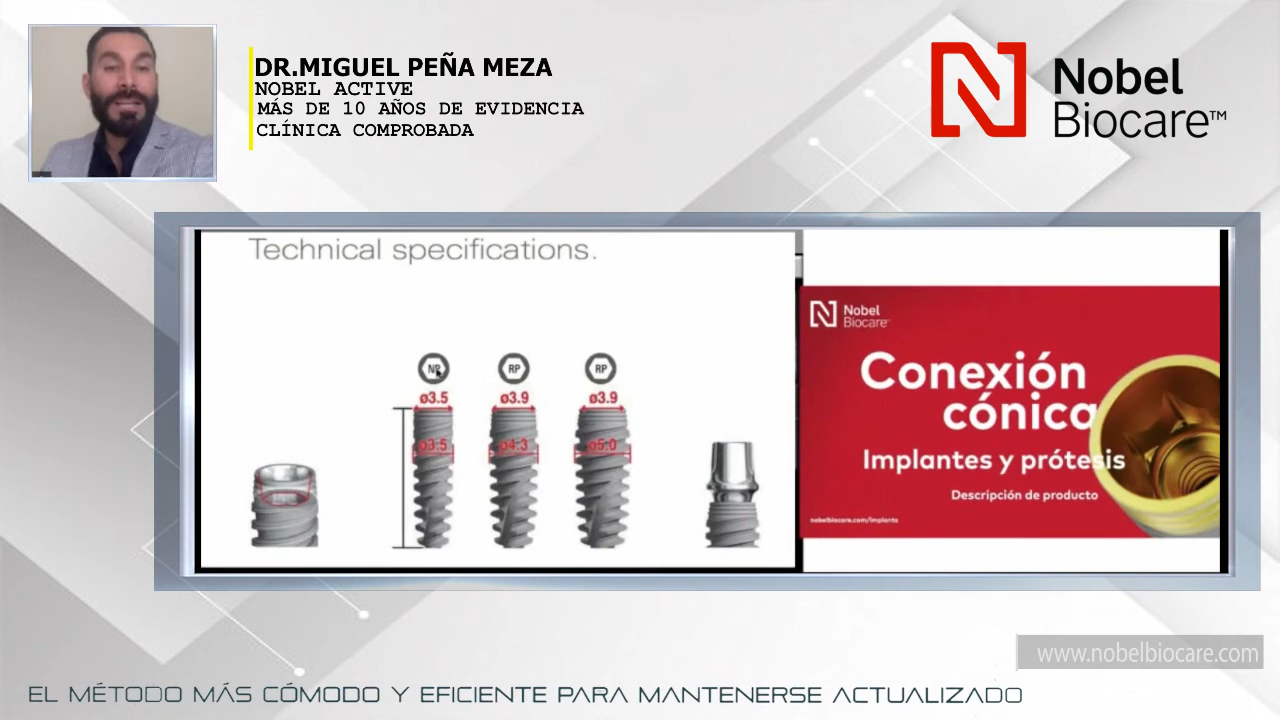 DR.MIGUEL PEÑA MEZA
NOBEL ACTIVE
MÁS DE 10 AÑOS DE EVIDENCIA
CLÍNICA COMPROBADA
Nobel
Biocare™
Technical specifications.
NP RP RP
ø3.5 ø3.9 ø3.9
ø3.5 ø4.3 ø5.0
Nobel
Biocare™
Conexión
cónica
Implantes y prótesis
Descripción de producto
nobelbiocare.com/implants
www.nobelbiocare.com
EL MÉTODO MÁS CÓMODO Y EFICIENTE PARA MANTENERSE ACTUALIZADO